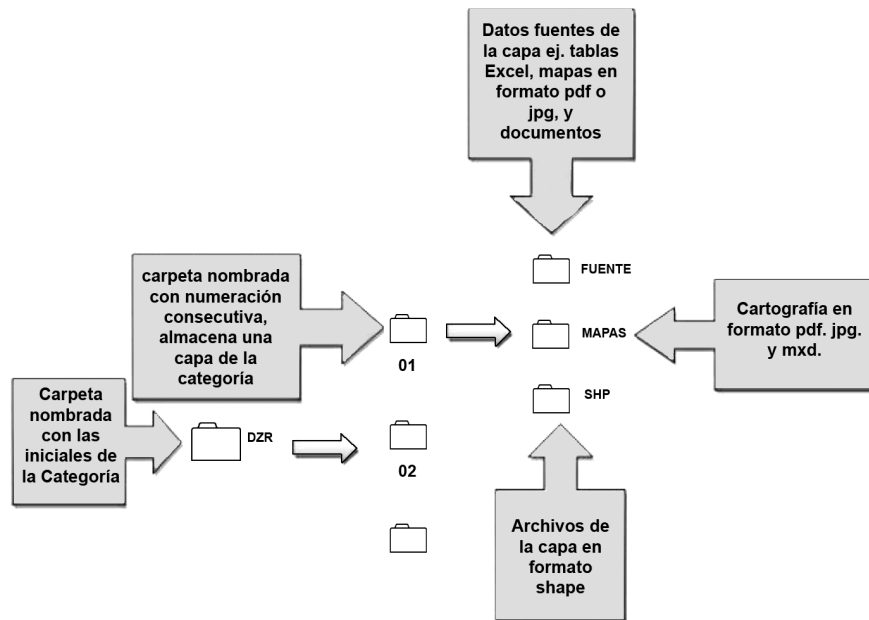 Datos fuentes de
la capa ej. tablas
Excel, mapas en
formato pdf o
jpg, y
documentos
FUENTE
carpeta nombrada
con numeración
consecutiva,
almacena una
capa de la
categoría
01
MAPAS
Cartografía en
formato pdf. jpg.
y mxd.
SHP
Carpeta
nombrada
con las
iniciales de
la Categoría
DZR
02
Archivos de
la capa en
formato
shape